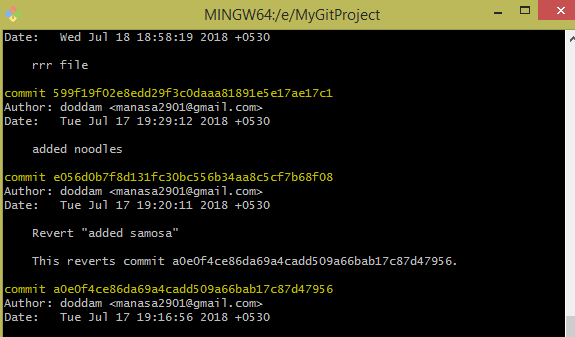 MINGW64:/e/MyGitProject
Date:   Wed Jul 18 18:58:19 2018 +0530
rrr file
commit 599f19f02e8edd29f3c0daaa81891e5e17ae17c1
Author: doddam <manasa2901@gmail.com>
Date:   Tue Jul 17 19:29:12 2018 +0530
added noodles
commit e056d0b7f8d131fc30bc556b34aa8c5cf7b68f08
Author: doddam <manasa2901@gmail.com>
Date:   Tue Jul 17 19:20:11 2018 +0530
Revert "added samosa"
This reverts commit a0e0f4ce86da69a4cadd509a66bab17c87d47956.
commit a0e0f4ce86da69a4cadd509a66bab17c87d47956
Author: doddam <manasa2901@gmail.com>
Date:   Tue Jul 17 19:16:56 2018 +0530